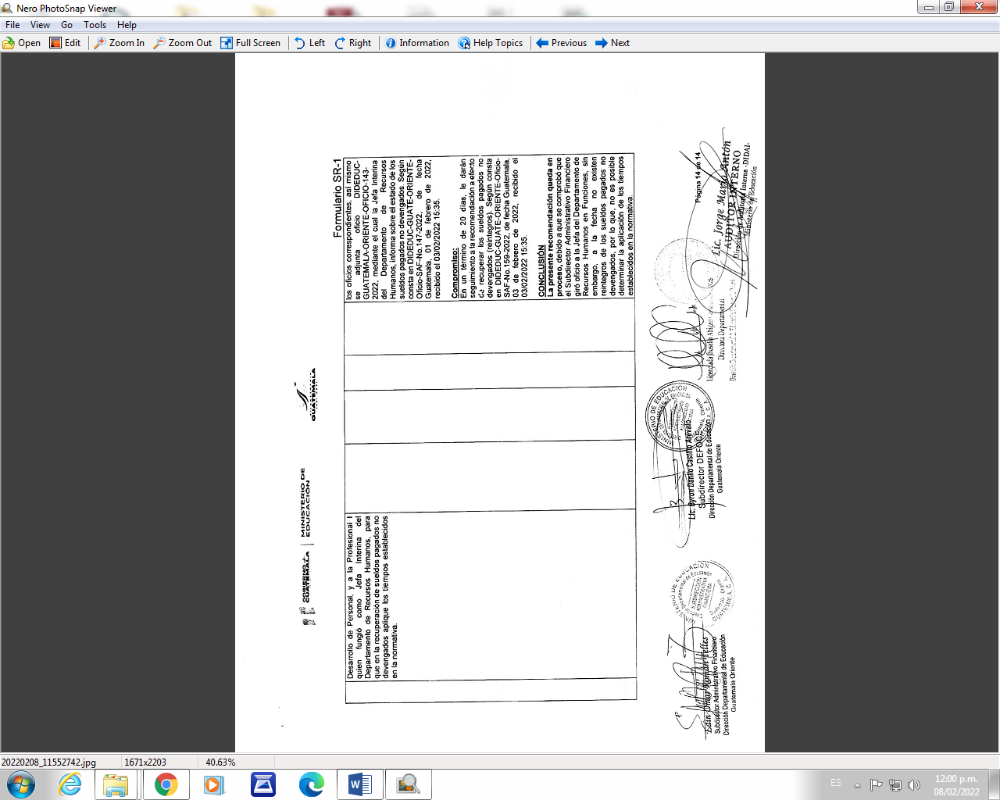 Nero PhotoSnap Viewer
File View Go Tools Help
Open Edit Zoom In Zoom Out Full Screen Left Right Information Help Topics Previous Next
GOBIERNO de GUATEMALA
MINISTERIO DE EDUCACIÓN
GUATEMALA
Formulario SR-1
Desarrollo de Personal, y a la Profesional I
quien fungió como Jefa Interina del
Departamento de Recursos Humanos, para
que en la recuperación de sueldos pagados no
devengados aplique los tiempos establecidos
en la normativa.
los oficios correspondientes, así mismo
se adjunta oficio DIDEDUC-
GUATEMALA-ORIENTE-OFICIO-143-
2022, mediante el cual la Jefa Interina
del Departamento de Recursos
Humanos, informa sobre el estado de los
sueldos pagados no devengados. Según
consta en DIDEDUC-GUATE-ORIENTE-
Oficio-SAF-No.147-2022, de fecha
Guatemala, 01 de febrero de 2022,
recibido el 03/02/2022 15:35.
Compromiso:
En un término de 20 días, le darán
seguimiento a la recomendación a efecto
de recuperar los sueldos pagados no
devengados (reintegros). Según consta
en DIDEDUC-GUATE-ORIENTE-Oficio-
SAF-No.159-2022, de fecha Guatemala,
03 de febrero de 2022, recibido el
03/02/2022 15:35.
CONCLUSIÓN
La presente recomendación queda en
proceso, debido a que se comprobó que
el Subdirector Administrativo Financiero
giró oficio a la Jefa del Departamento de
Recursos Humanos en Funciones, sin
embargo, a la fecha no existen
reintegros de los sueldos pagados no
devengados, por lo que, no es posible
determinar la aplicación de los tiempos
establecidos en la normativa.
MINISTERIO DE EDUCACIÓN
SUBDIRECCIÓN
ADMINISTRATIVA
FINANCIERA
GUATEMALA, C. A.
Edin Omar Román Telles
Subdirector Administrativo Financiero
Dirección Departamental de Educación
Guatemala Oriente
MINISTERIO DE EDUCACIÓN
Lic. Byron Danilo Castillo Arévalo
Subdirector DEFOCE
Dirección Departamental de Educación
Guatemala Oriente
Directora Departamental
Página 14 de 14
Lic. Jorge Mario Antón
AUDITOR INTERNO
Dirección de Auditoría Interna -DIDAI-
Ministerio de Educación
20220208_11552742.jpg 1671x2203 40.63%
ES 12:00 p.m.
08/02/2022